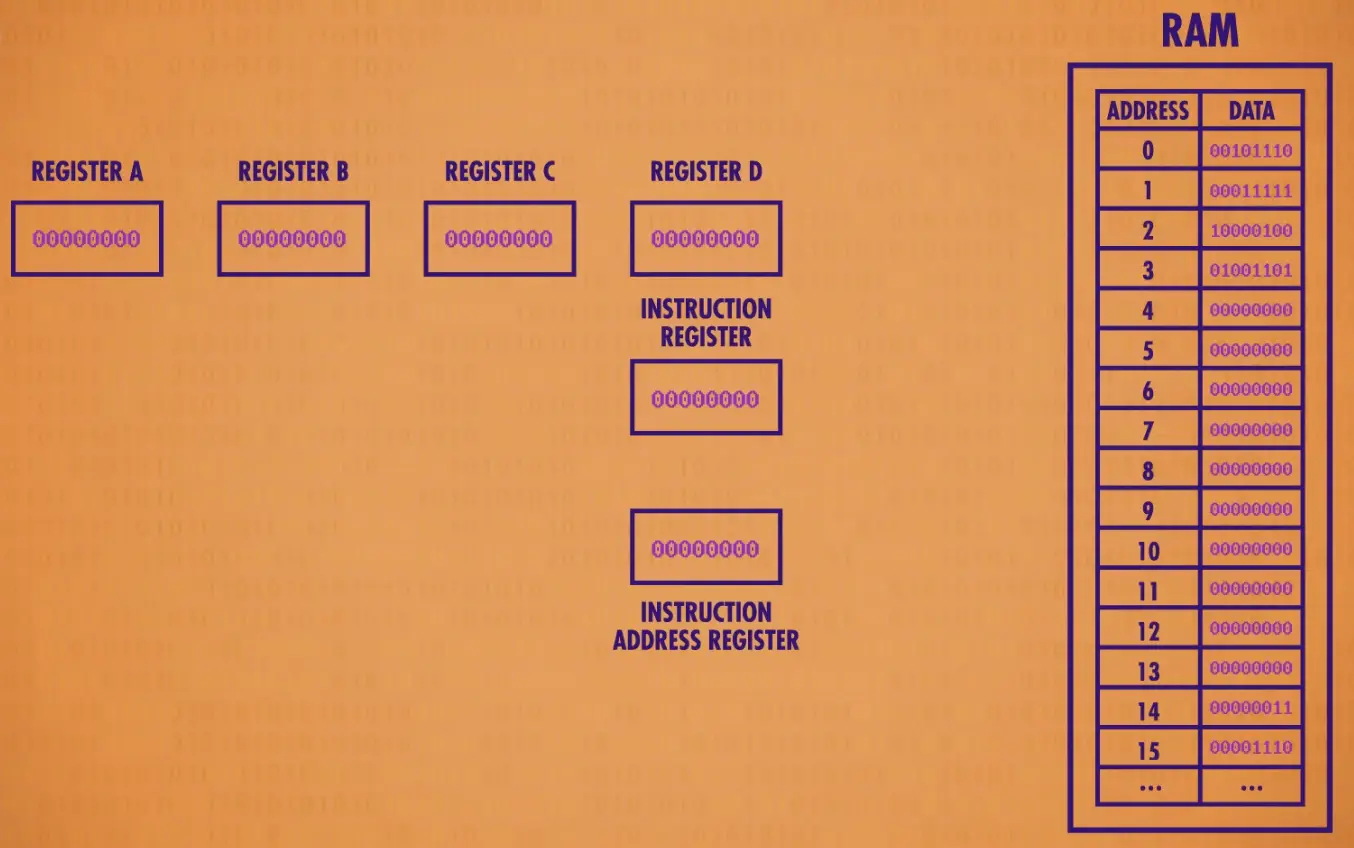 RAM
ADDRESS DATA
0 00101110
1 00011111
2 10000100
3 01001101
4 00000000
5 00000000
6 00000000
7 00000000
8 00000000
9 00000000
10 00000000
11 00000000
12 00000000
13 00000000
14 00000011
15 00001110
... ...
REGISTER A
00000000
REGISTER B
00000000
REGISTER C
00000000
REGISTER D
00000000
INSTRUCTION
REGISTER
00000000
00000000
INSTRUCTION
ADDRESS REGISTER